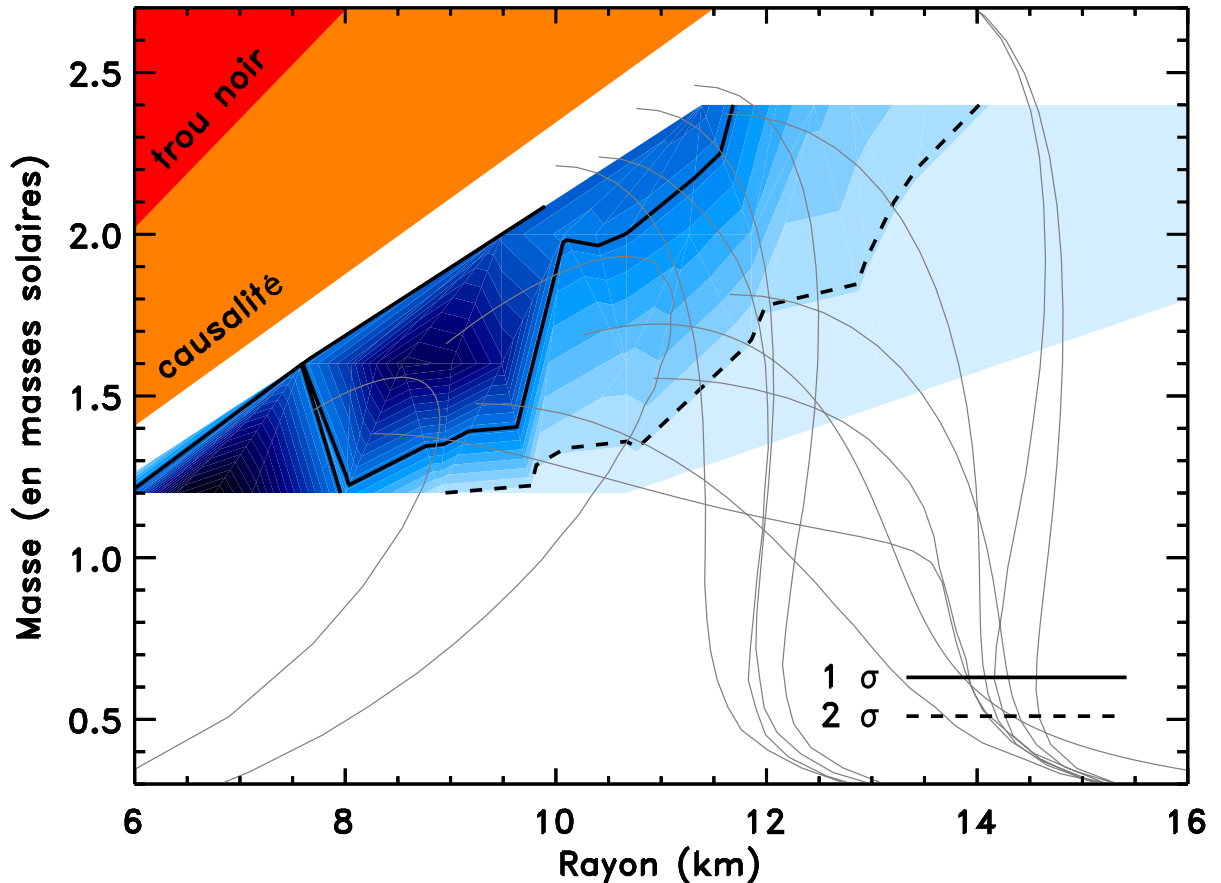 trou noir
causalité
Masse (en masses solaires)
2.5
2.0
1.5
1.0
0.5
1 σ
2 σ
6 8 10 12 14 16
Rayon (km)